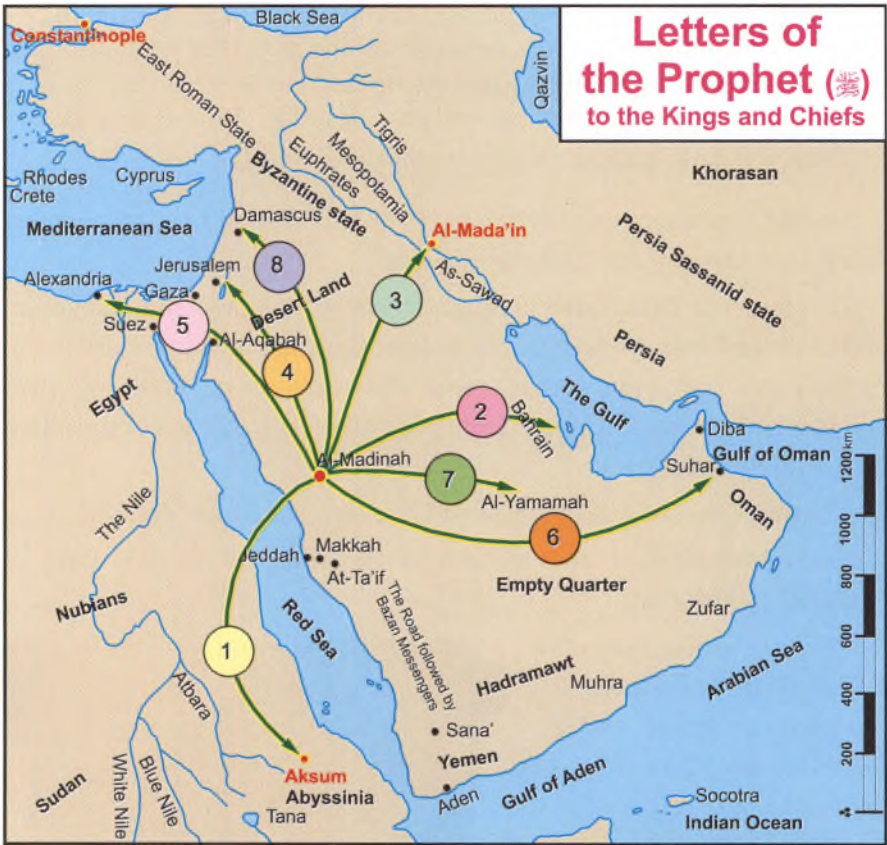 Letters of
the Prophet (ﷺ)
to the Kings and Chiefs
Constantinople
Black Sea
East Roman State
Qazvin
Tigris
Mesopotamia
Euphrates
Byzantine state
Khorasan
Rhodes
Crete
Cyprus
Mediterranean Sea
Damascus
Al-Mada'in
Persia Sassanid state
Jerusalem
8
As-Sawad
Alexandria
Gaza
Desert Land
3
Suez
5
Al-Aqabah
Persia
4
Egypt
2
Bahrain
The Gulf
Diba
Al-Madinah
Suhar
Gulf of Oman
7
Al-Yamamah
Oman
The Nile
6
Jeddah
Makkah
At-Ta'if
Empty Quarter
Nubians
Red Sea
The Road followed by
Bazan Messengers
Zufar
1
Hadramawt
Muhra
Arabian Sea
Atbara
Sana'
Yemen
Aksum
Abyssinia
Sudan
White Nile
Blue Nile
Tana
Aden
Gulf of Aden
Socotra
Indian Ocean
1200 km
1000
800
600
400
200